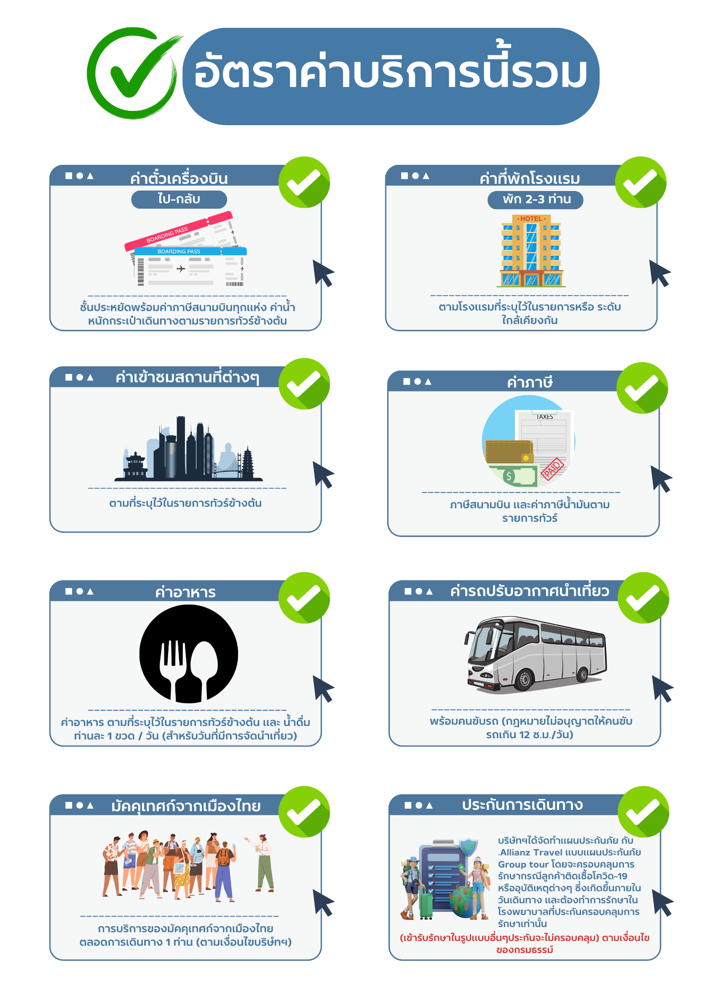 อัตราค่าบริการนี้รวม
ค่าตั๋วเครื่องบิน
ไป-กลับ
BOARDING PASS
BOARDING PASS
ชั้นประหยัดพร้อมค่าภาษีสนามบินทุกแห่ง ค่าน้ำ
หนักกระเป๋าเดินทางตามรายการทัวร์ข้างต้น
ค่าที่พักโรงแรม
พัก 2-3 ท่าน
HOTEL
ตามโรงแรมที่ระบุไว้ในรายการหรือ ระดับ
ใกล้เคียงกัน
ค่าเข้าชมสถานที่ต่างๆ
ตามที่ระบุไว้ในรายการทัวร์ข้างต้น
ค่าภาษี
TAXES
PAID
$
ภาษีสนามบิน และค่าภาษีน้ำมันตาม
รายการทัวร์
ค่าอาหาร
ค่าอาหาร ตามที่ระบุไว้ในรายการทัวร์ข้างต้น และ น้ำดื่ม
ท่านละ 1 ขวด / วัน (สำหรับวันที่มีการจัดนำเที่ยว)
ค่ารถปรับอากาศนำเที่ยว
พร้อมคนขับรถ (กฎหมายไม่อนุญาตให้คนขับ
รถเกิน 12 ช.ม./วัน)
มัคคุเทศก์จากเมืองไทย
การบริการของมัคคุเทศก์จากเมืองไทย
ตลอดการเดินทาง 1 ท่าน (ตามเงื่อนไขบริษํทฯ)
ประกันการเดินทาง
บริษัทฯได้จัดทำแผนประกันภัย กับ
.Allianz Travel แบบแผนประกันภัย
Group tour โดยจะครอบคลุมการ
รักษากรณีลูกค้าติดเชื้อโควิด-19
หรืออุบัติเหตุต่างๆ ซึ่งเกิดขึ้นภายใน
วันเดินทาง และต้องทำการรักษาใน
โรงพยาบาลที่ประกันครอบคลุมการ
รักษาเท่านั้น
(เข้ารับรักษาในรูปแบบอื่นๆประกันจะไม่ครอบคลุม) ตามเงื่อนไข
ของกรมธรรม์